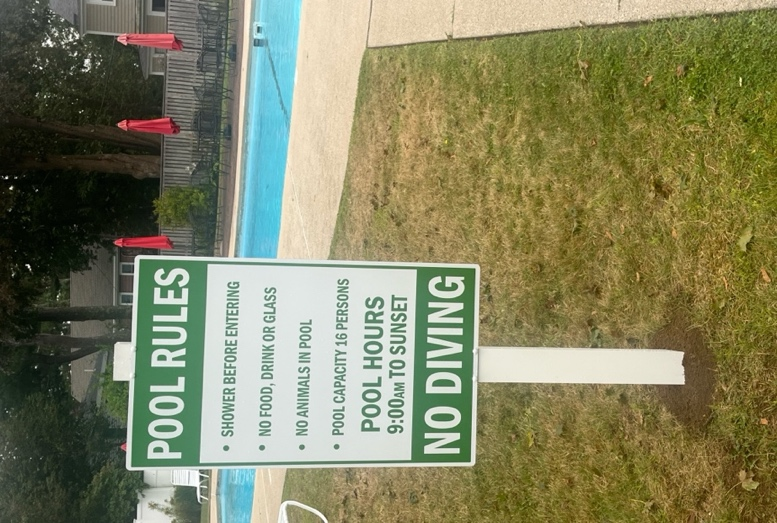 POOL RULES
• SHOWER BEFORE ENTERING
• NO FOOD, DRINK OR GLASS
• NO ANIMALS IN POOL
• POOL CAPACITY 16 PERSONS
POOL HOURS
9:00AM TO SUNSET
NO DIVING